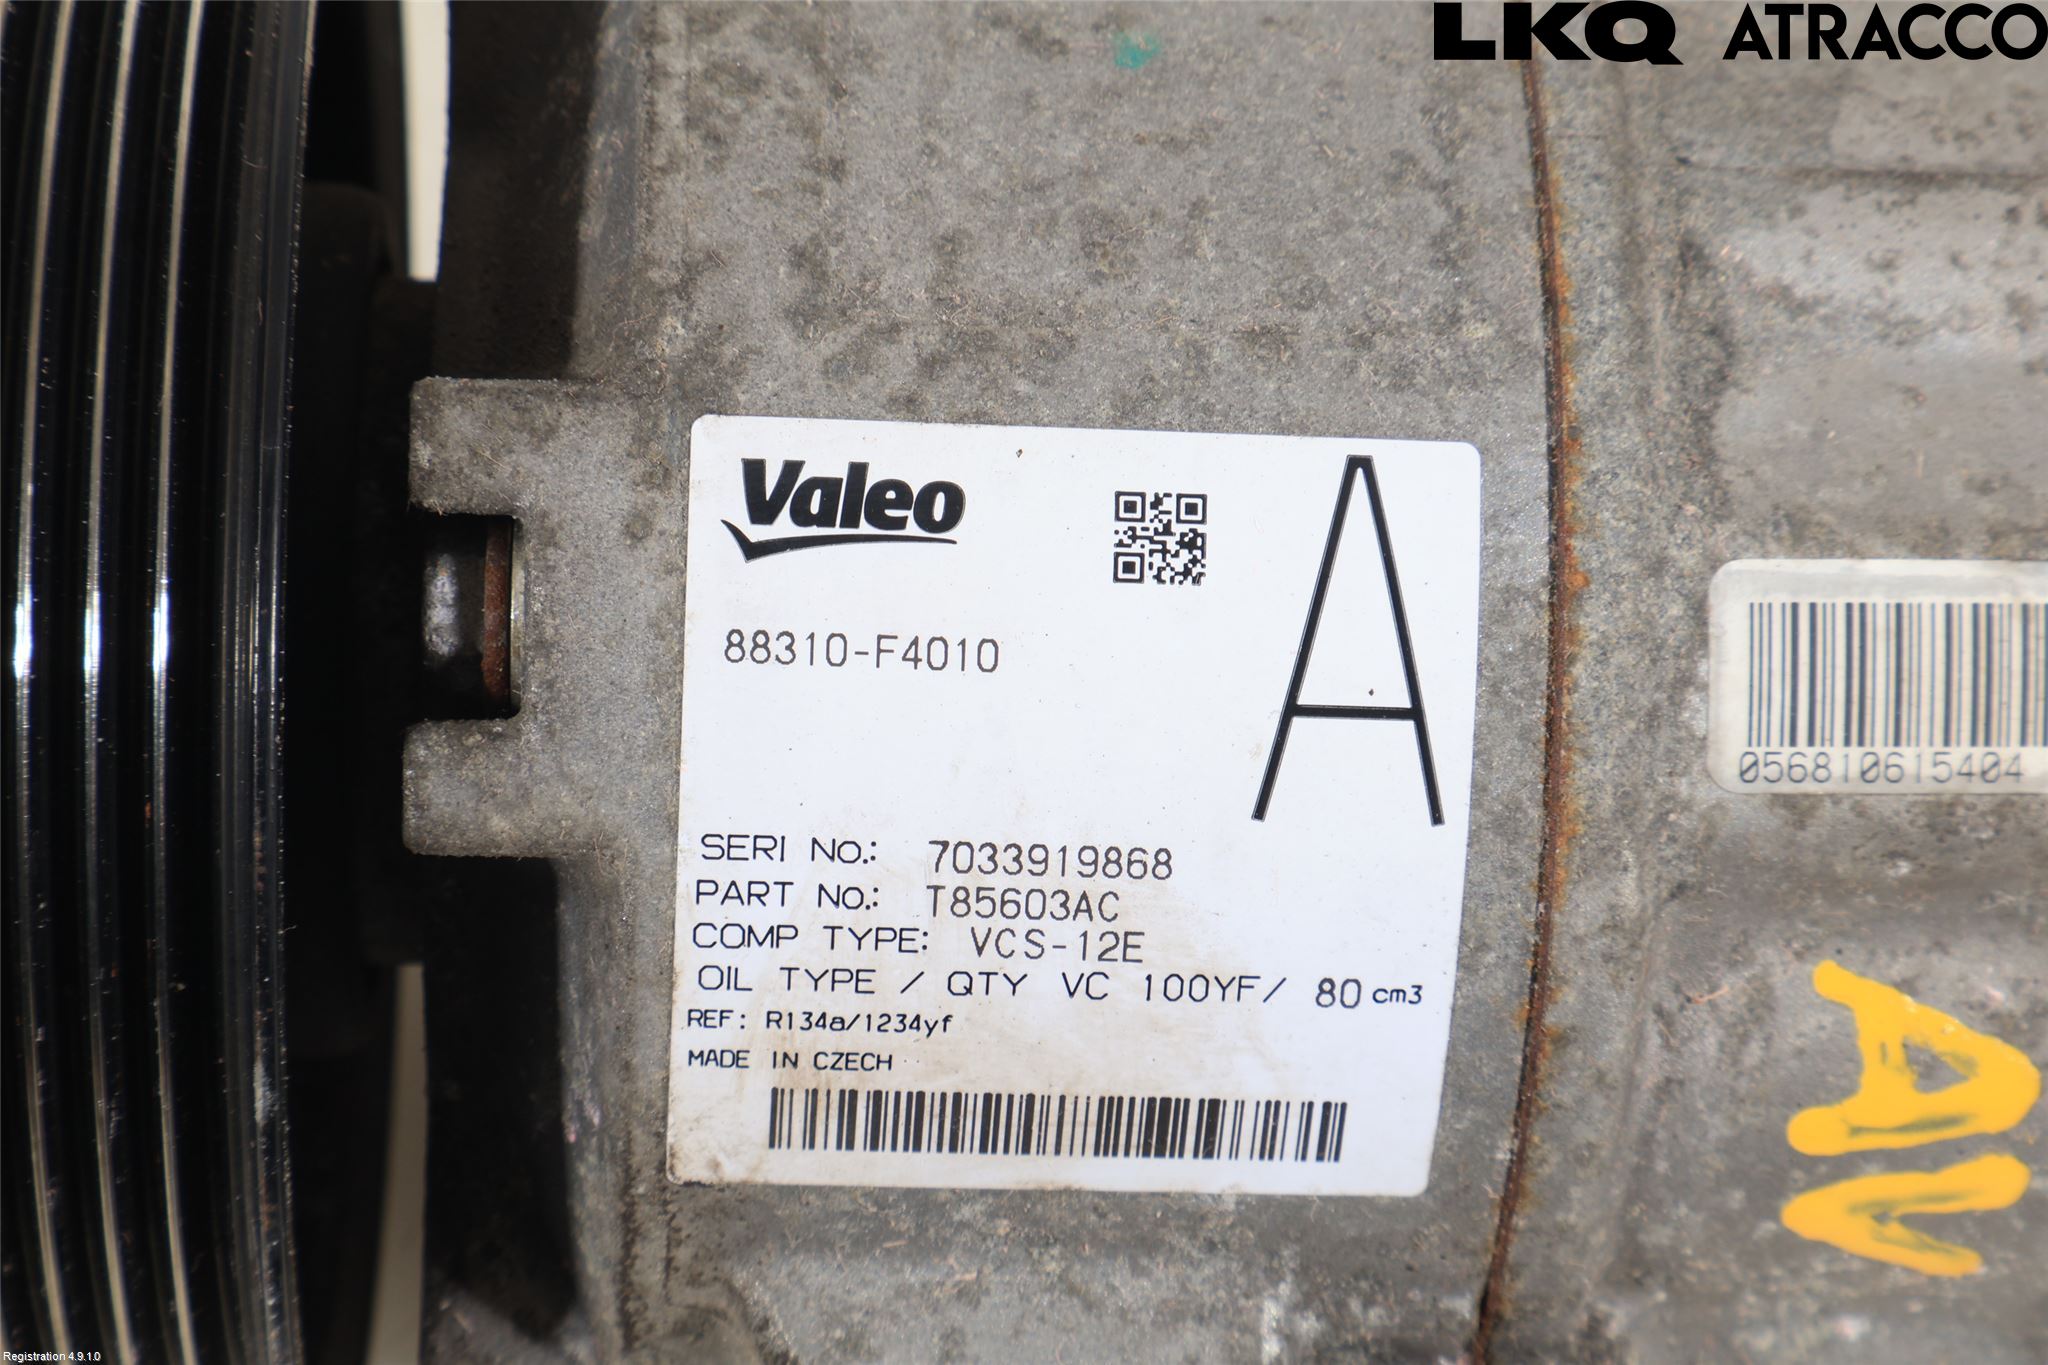 LKQ ATRACCO
Valeo
A
88310-F4010
056810615404
SERI NO.: 7033919868
PART NO.: T85603AC
COMP TYPE: VCS-12E
OIL TYPE / QTY VC 100YF/ 80 cm3
REF: R134a/1234yf
MADE IN CZECH
AV
Registration 4.9.1.0